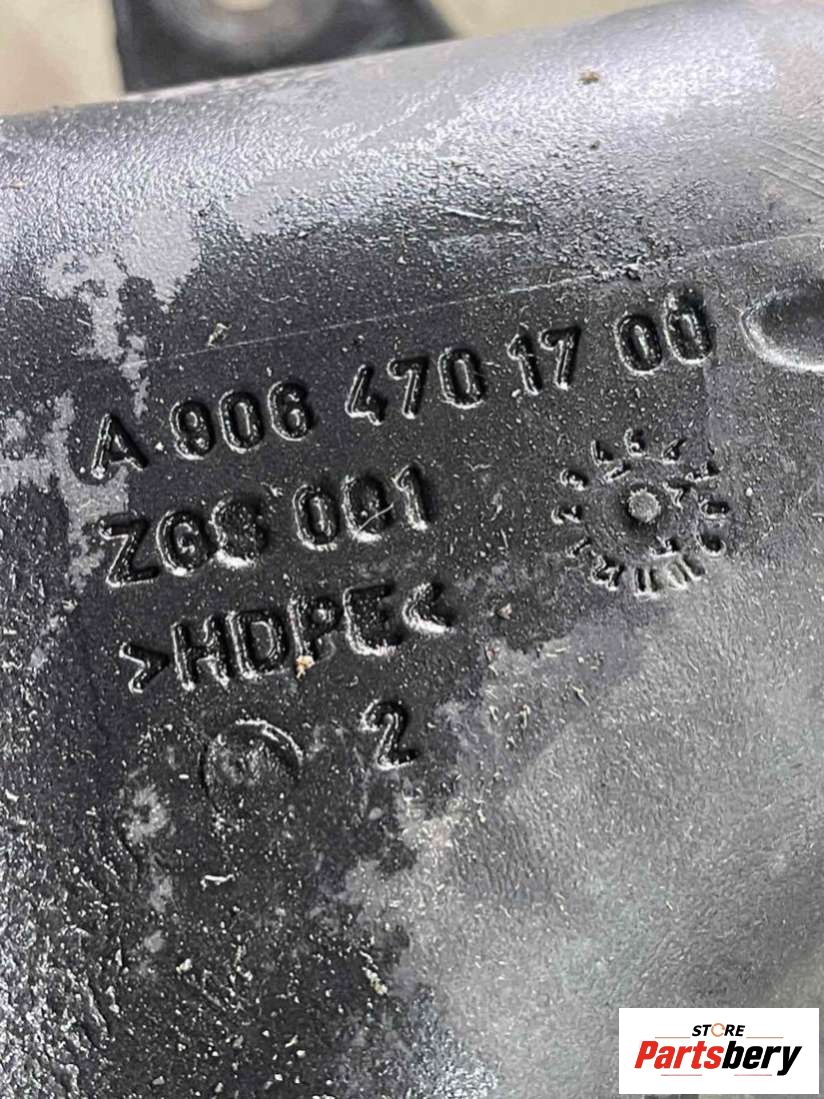 A 906 470 17 00
ZGS 001
>HDPE<
2
STORE
Partsbery